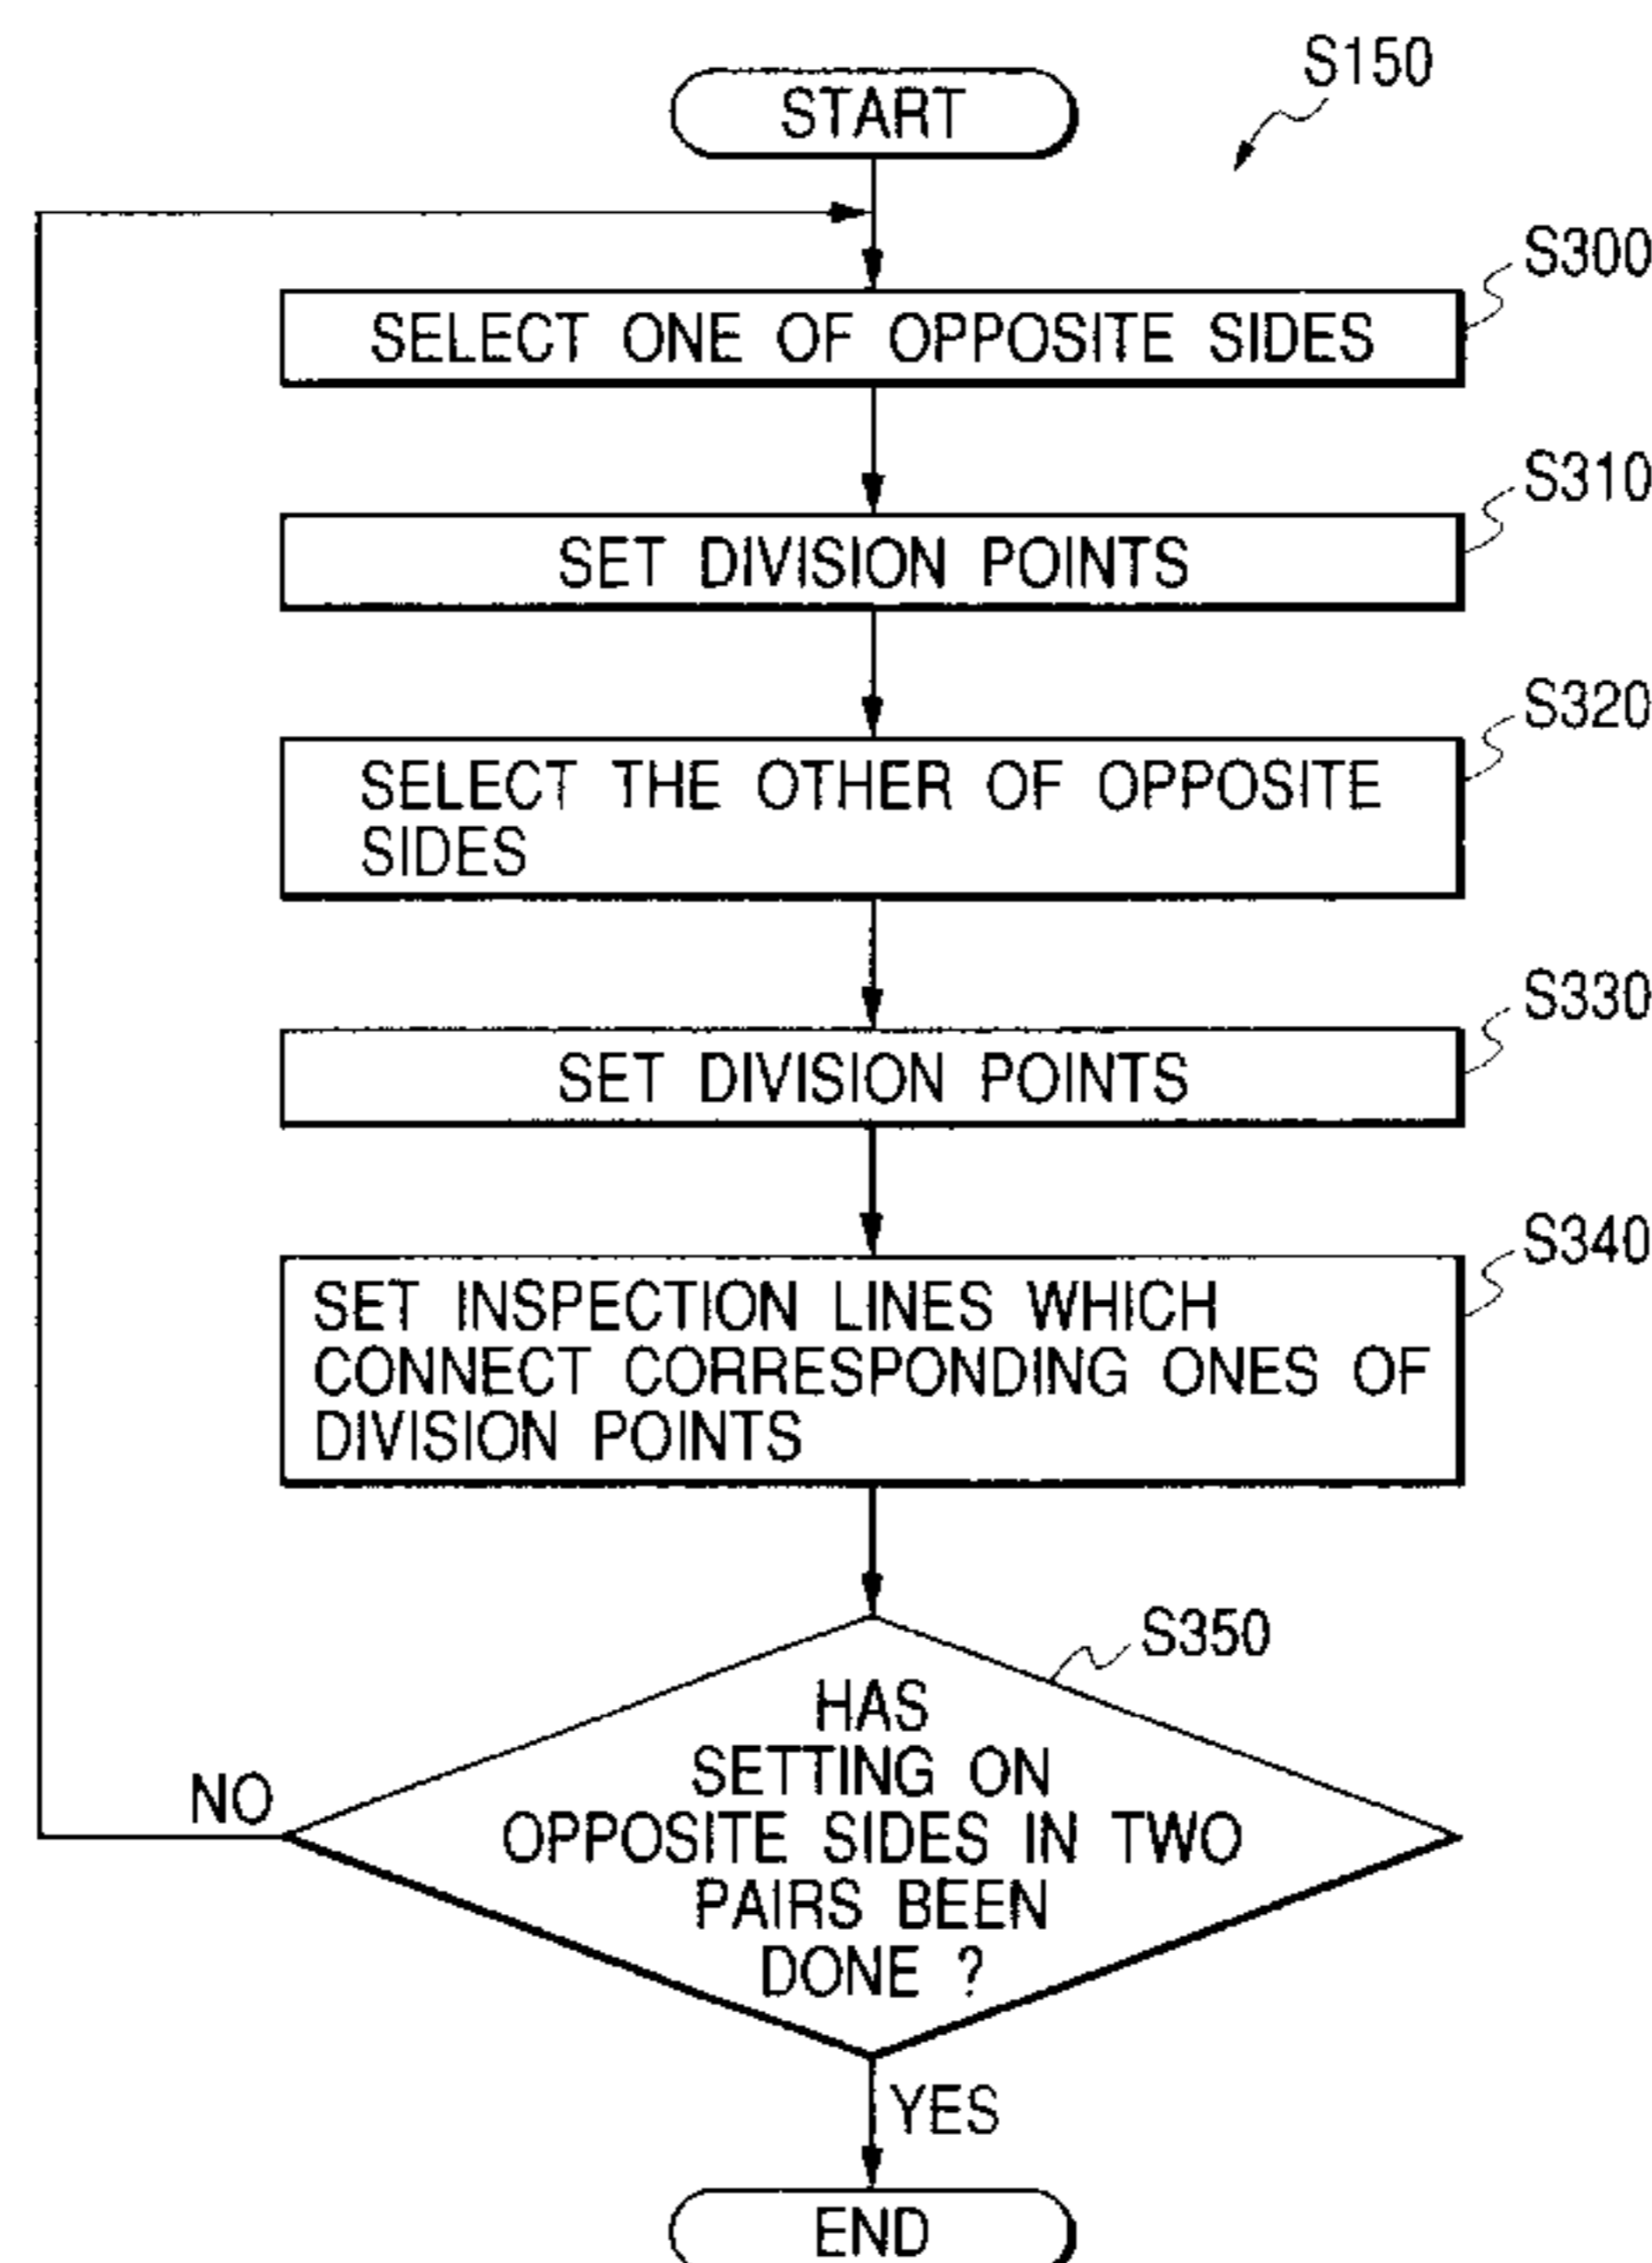 S150
START
S300
SELECT ONE OF OPPOSITE SIDES
S310
SET DIVISION POINTS
S320
SELECT THE OTHER OF OPPOSITE
SIDES
S330
SET DIVISION POINTS
S340
SET INSPECTION LINES WHICH
CONNECT CORRESPONDING ONES OF
DIVISION POINTS
S350
HAS
SETTING ON
OPPOSITE SIDES IN TWO
PAIRS BEEN
DONE ?
NO
YES
END